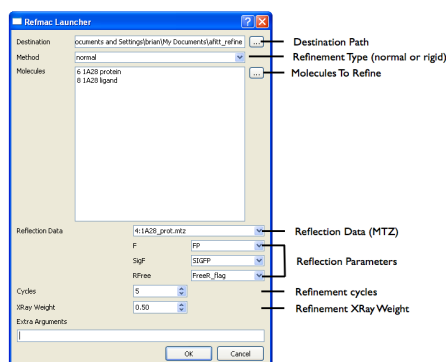 Refmac Launcher
Destination
ocuments and Settings\brian\My Documents\afitt_refine
...
Destination Path
Method
normal
Refinement Type (normal or rigid)
Molecules
6 1A28 protein
8 1A28 ligand
...
Molecules To Refine
Reflection Data
4:1A28_prot.mtz
Reflection Data (MTZ)
F
FP
SigF
SIGFP
Reflection Parameters
RFree
FreeR_flag
Cycles
5
Refinement cycles
XRay Weight
0.50
Refinement XRay Weight
Extra Arguments
OK
Cancel